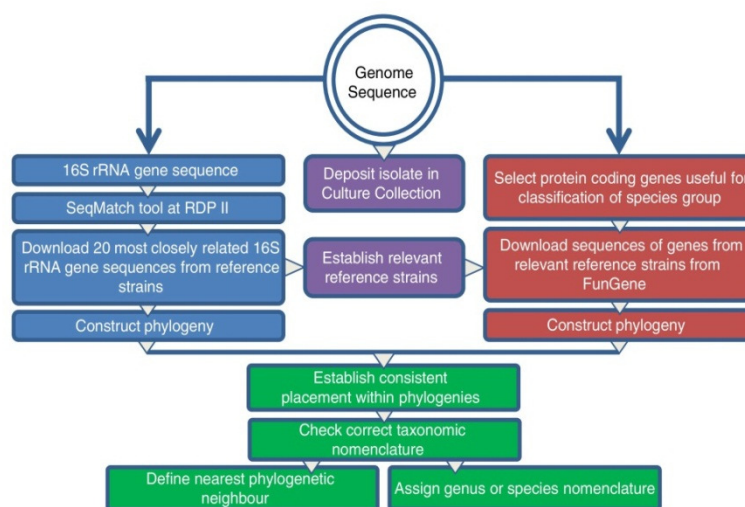 Genome
Sequence
16S rRNA gene sequence
SeqMatch tool at RDP II
Download 20 most closely related 16S
rRNA gene sequences from reference
strains
Construct phylogeny
Deposit isolate in
Culture Collection
Establish relevant
reference strains
Select protein coding genes useful for
classification of species group
Download sequences of genes from
relevant reference strains from
FunGene
Construct phylogeny
Establish consistent
placement within phylogenies
Check correct taxonomic
nomenclature
Define nearest phylogenetic
neighbour
Assign genus or species nomenclature